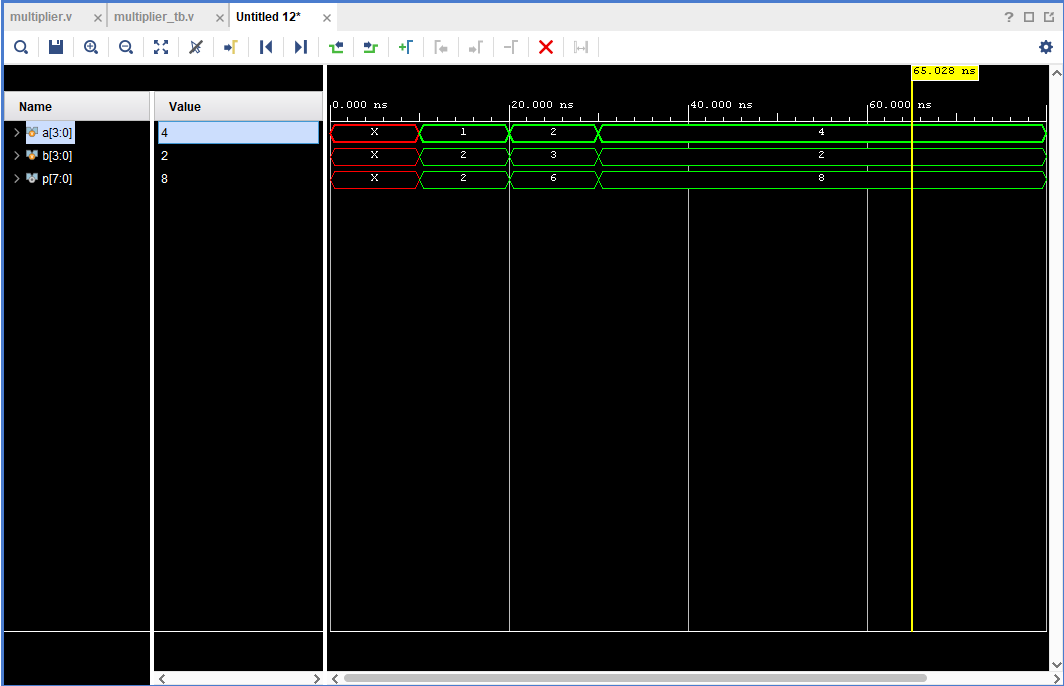 multiplier.v × multiplier_tb.v × Untitled 12* × ?
65.028 ns
Name Value
0.000 ns 20.000 ns 40.000 ns 60.000 ns
a[3:0] 4 X 1 2 4
b[3:0] 2 X 2 3 2
p[7:0] 8 X 2 6 8